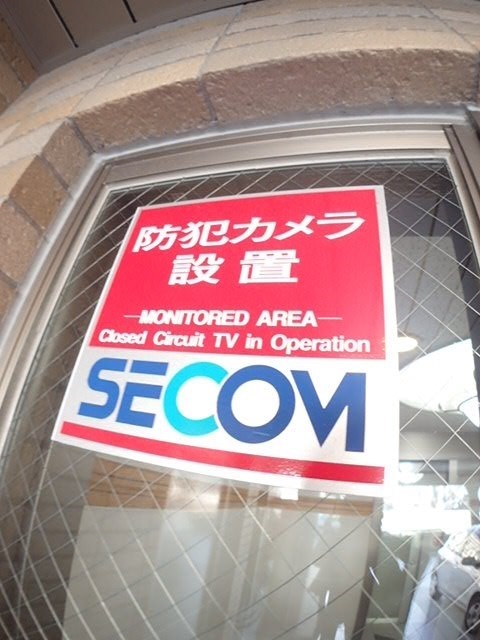 防犯カメラ
設置
MONITORED AREA
Closed Circuit TV in Operation
SECOM